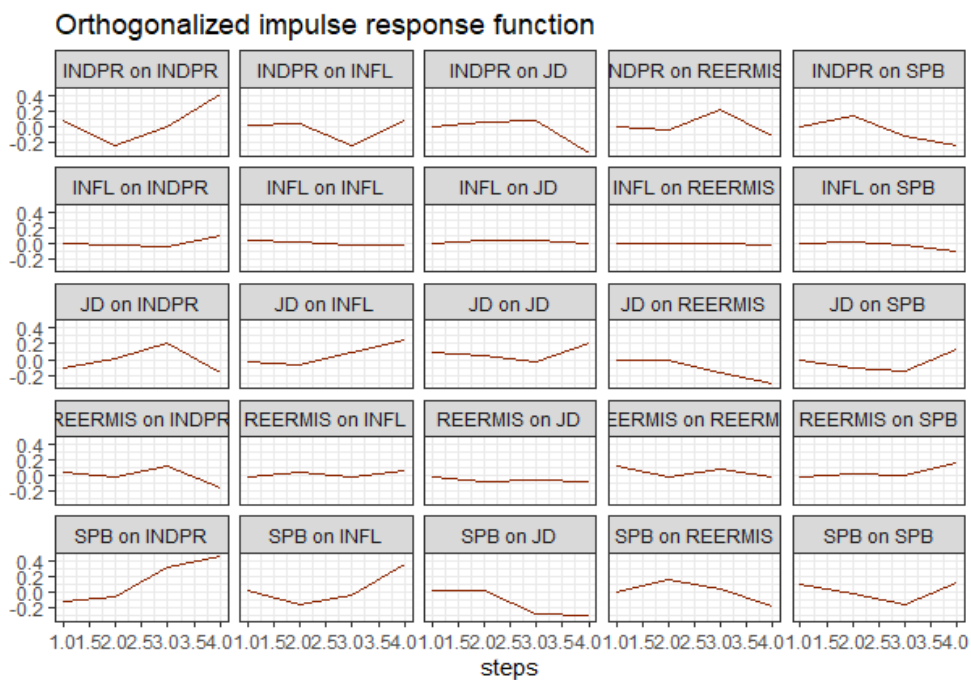 Orthogonalized impulse response function
INDPR on INDPR INDPR on INFL INDPR on JD NDPR on REERMIS INDPR on SPB
0.4
0.2
0.0
-0.2
INFL on INDPR INFL on INFL INFL on JD INFL on REERMIS INFL on SPB
0.4
0.2
0.0
-0.2
JD on INDPR JD on INFL JD on JD JD on REERMIS JD on SPB
0.4
0.2
0.0
-0.2
REERMIS on INDPR REERMIS on INFL REERMIS on JD EERMIS on REERM REERMIS on SPB
0.4
0.2
0.0
-0.2
SPB on INDPR SPB on INFL SPB on JD SPB on REERMIS SPB on SPB
0.4
0.2
0.0
-0.2
1.01.52.02.53.03.54.0 1.01.52.02.53.03.54.0 1.01.52.02.53.03.54.0 1.01.52.02.53.03.54.0 1.01.52.02.53.03.54.0
steps